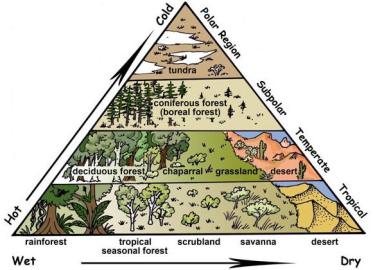 Cold
Polar Region
tundra
Subpolar
coniferous forest
(boreal forest)
Temperate
deciduous forest
chaparral
grassland
desert
Tropical
Hot
rainforest
tropical
seasonal forest
scrubland
savanna
desert
Wet
Dry